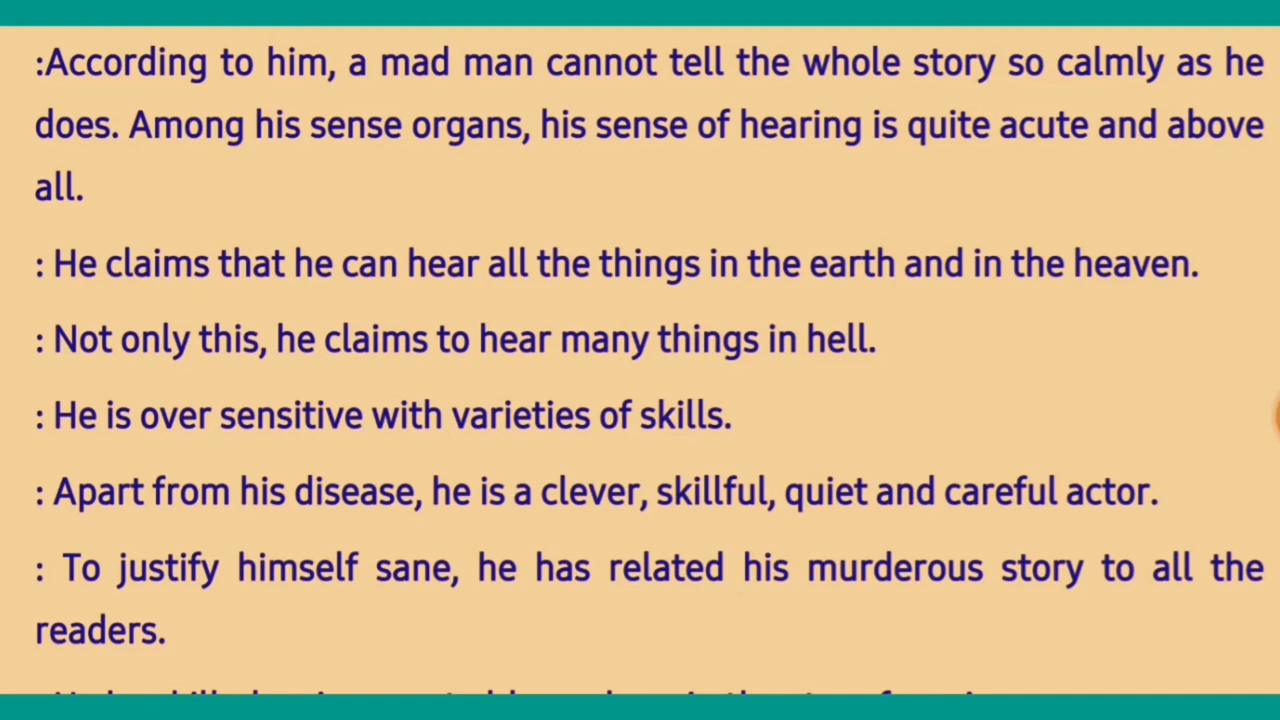 :According to him, a mad man cannot tell the whole story so calmly as he
does. Among his sense organs, his sense of hearing is quite acute and above
all.
: He claims that he can hear all the things in the earth and in the heaven.
: Not only this, he claims to hear many things in hell.
: He is over sensitive with varieties of skills.
: Apart from his disease, he is a clever, skillful, quiet and careful actor.
: To justify himself sane, he has related his murderous story to all the
readers.